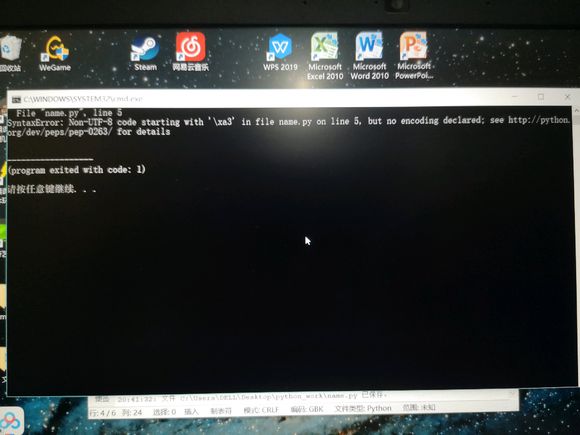 回收站
WeGame
Steam
网易云音乐
WPS 2019
Microsoft Excel 2010
Microsoft Word 2010
Microsoft PowerPoi...
C:\WINDOWS\SYSTEM32\cmd.exe
File "name.py", line 5
SyntaxError: Non-UTF-8 code starting with '\xa3' in file name.py on line 5, but no encoding declared; see http://python.
org/dev/peps/pep-0263/ for details
------------------
(program exited with code: 1)
请按任意键继续. . .
20:41:32: 文件 C:\Users\DELL\Desktop\python_work\name.py 已保存。
行:4/6 列:24 选择:0 插入 制表符 模式:CRLF 编码:GBK 文件类型:Python 范围:未知